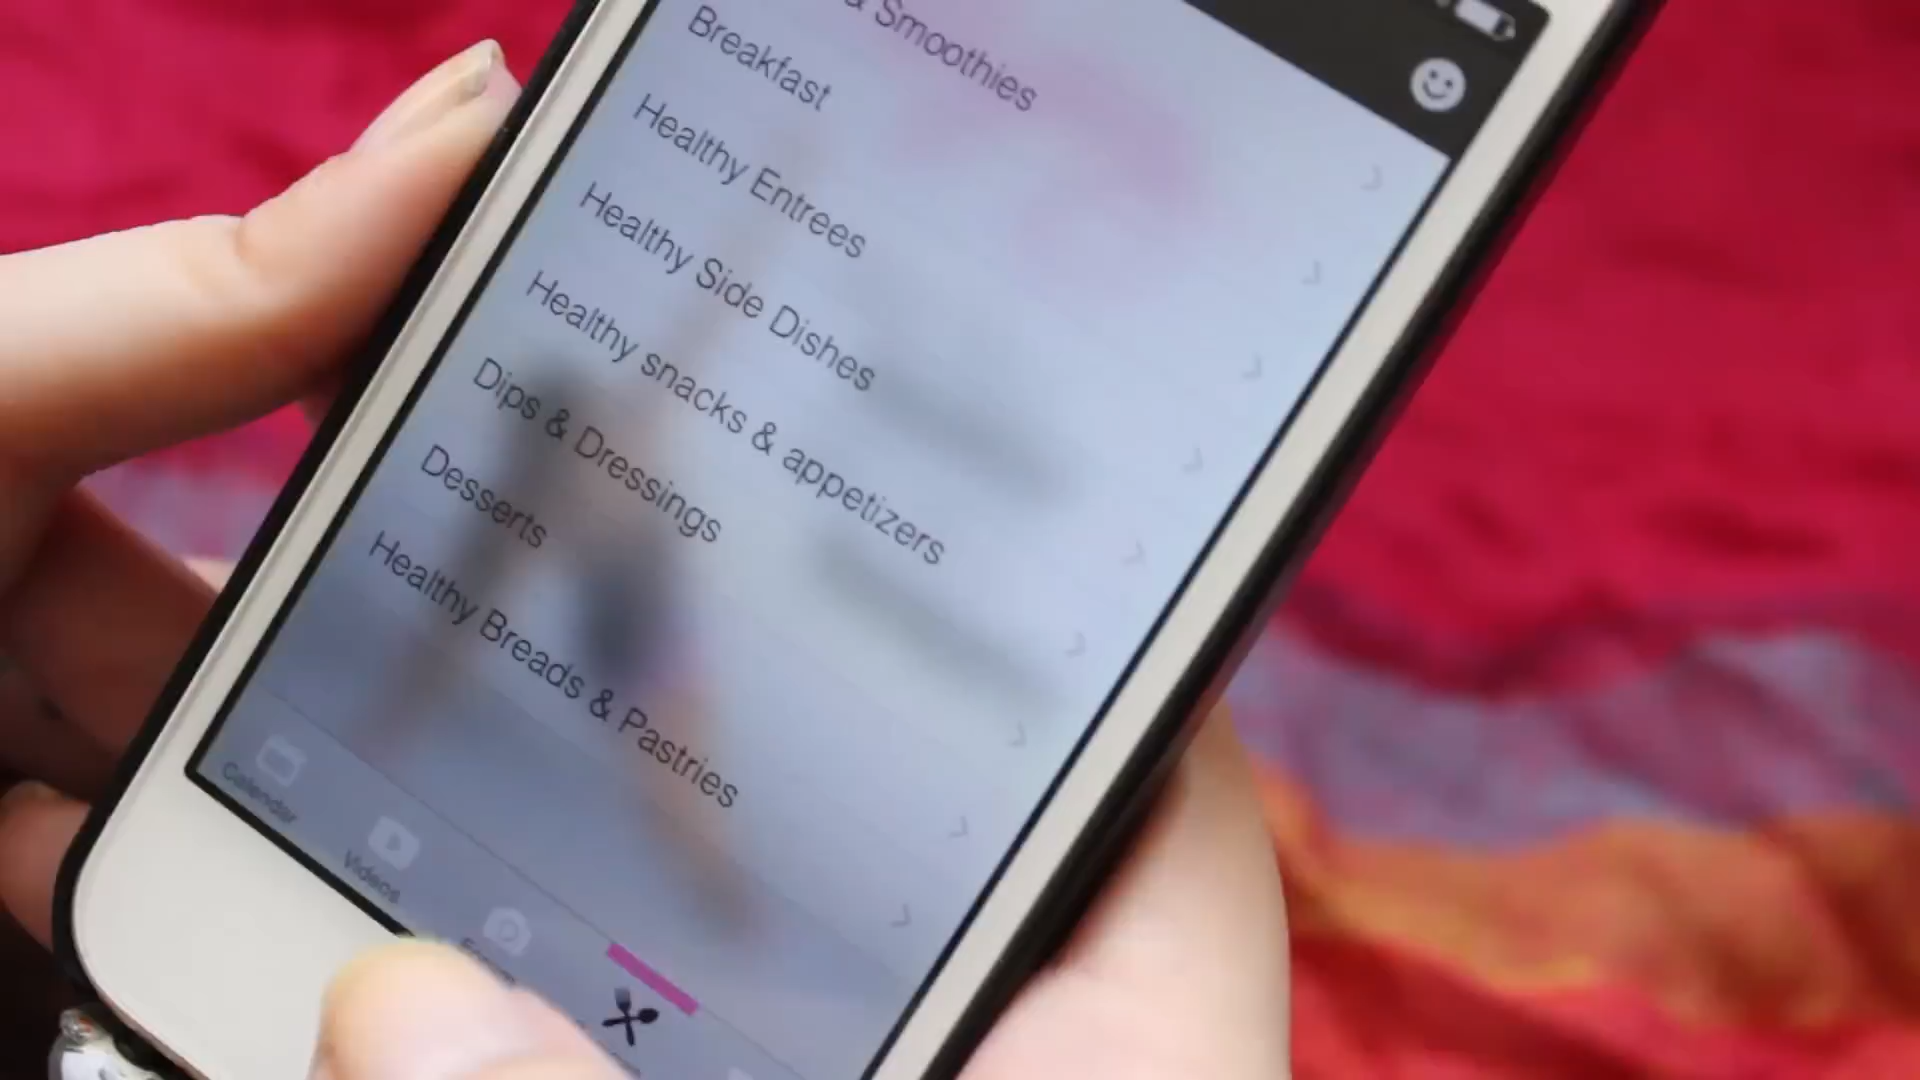 & Smoothies
Breakfast
Healthy Entrees
Healthy Side Dishes
Healthy snacks & appetizers
Dips & Dressings
Desserts
Healthy Breads & Pastries
Calendar
Videos